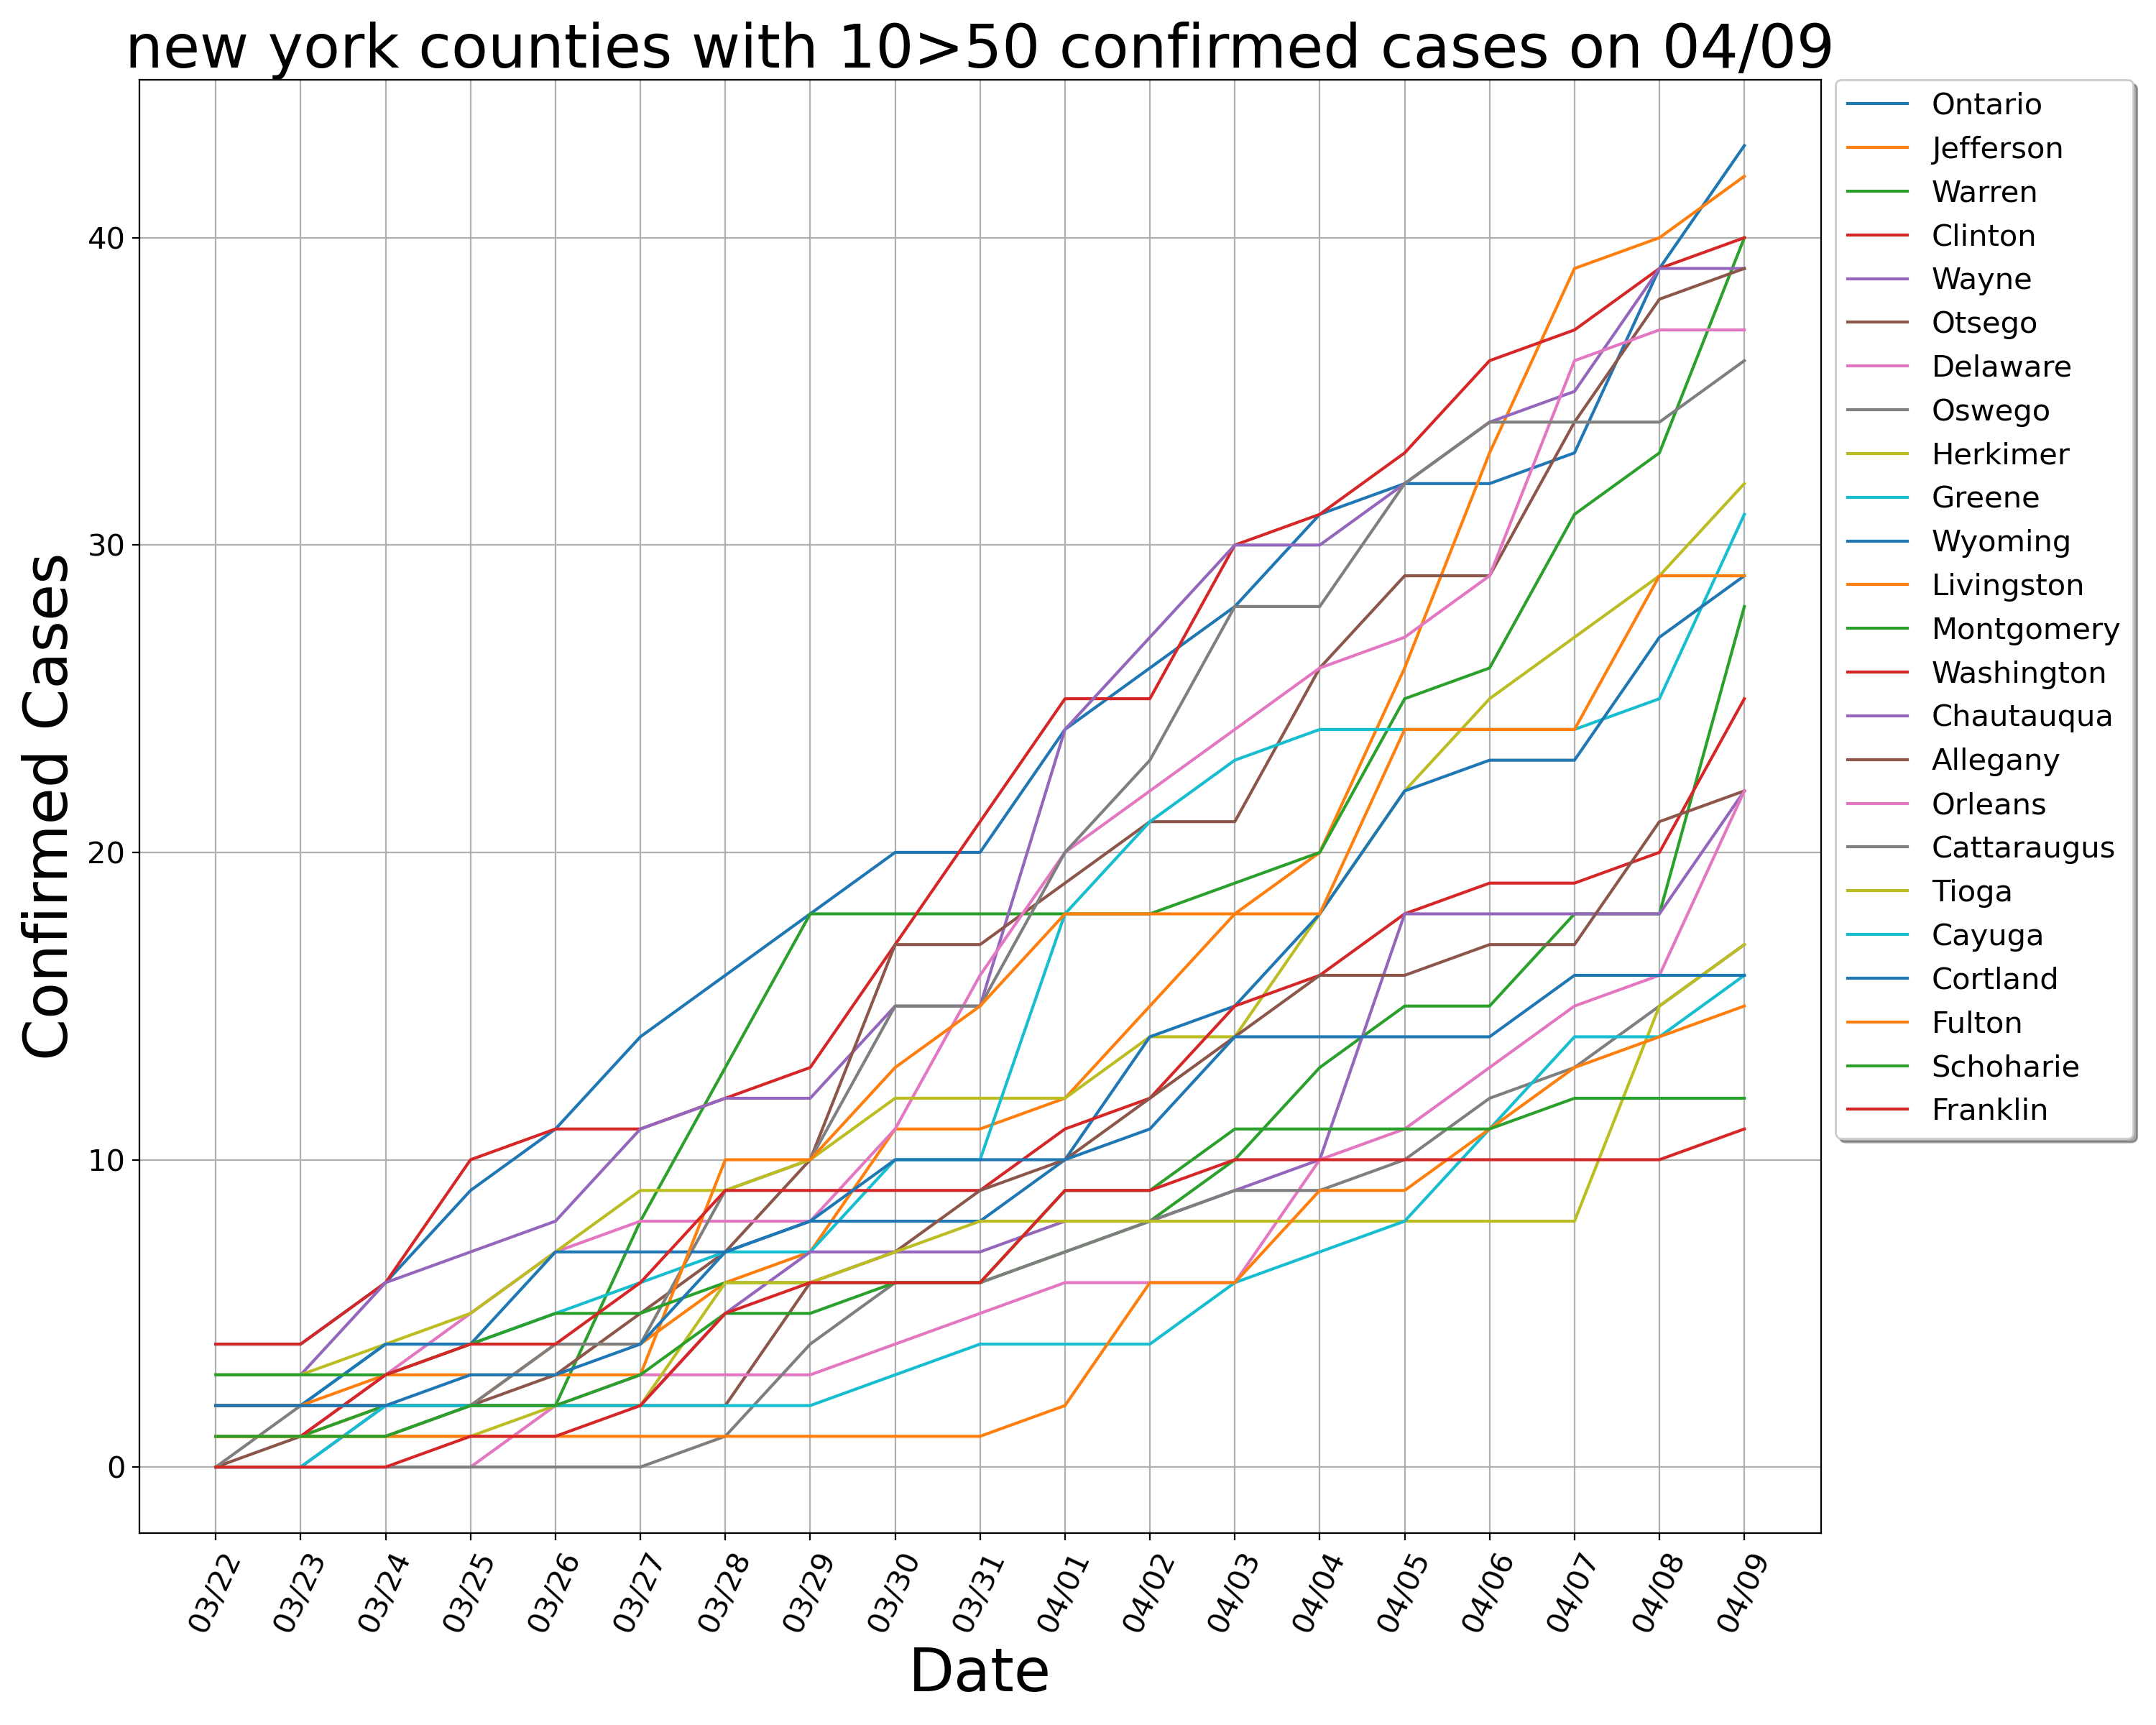 new york counties with 10>50 confirmed cases on 04/09
Confirmed Cases
40
30
20
10
0
03/22
03/23
03/24
03/25
03/26
03/27
03/28
03/29
03/30
03/31
04/01
04/02
04/03
04/04
04/05
04/06
04/07
04/08
04/09
Date
Ontario
Jefferson
Warren
Clinton
Wayne
Otsego
Delaware
Oswego
Herkimer
Greene
Wyoming
Livingston
Montgomery
Washington
Chautauqua
Allegany
Orleans
Cattaraugus
Tioga
Cayuga
Cortland
Fulton
Schoharie
Franklin